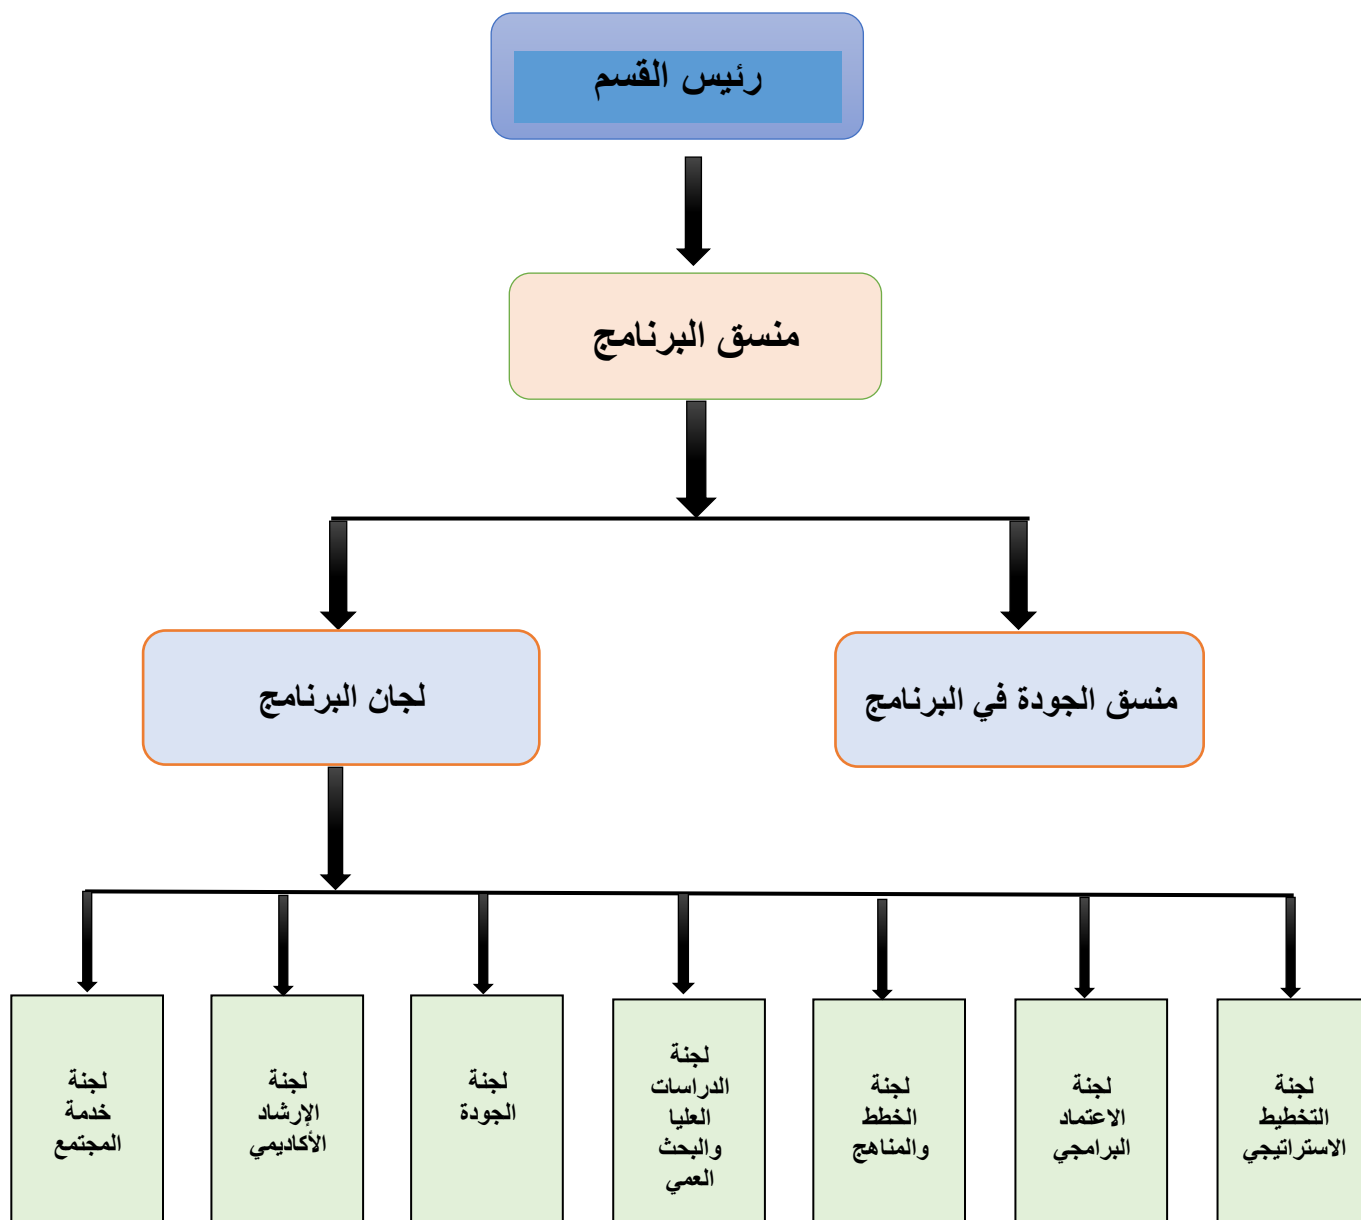 رئيس القسم
منسق البرنامج
منسق الجودة في البرنامج
لجان البرنامج
لجنة
التخطيط
الاستراتيجي
لجنة
الاعتماد
البرامجي
لجنة
الخطط
والمناهج
لجنة
الدراسات
العليا
والبحث
العمي
لجنة
الجودة
لجنة
الإرشاد
الأكاديمي
لجنة
خدمة
المجتمع